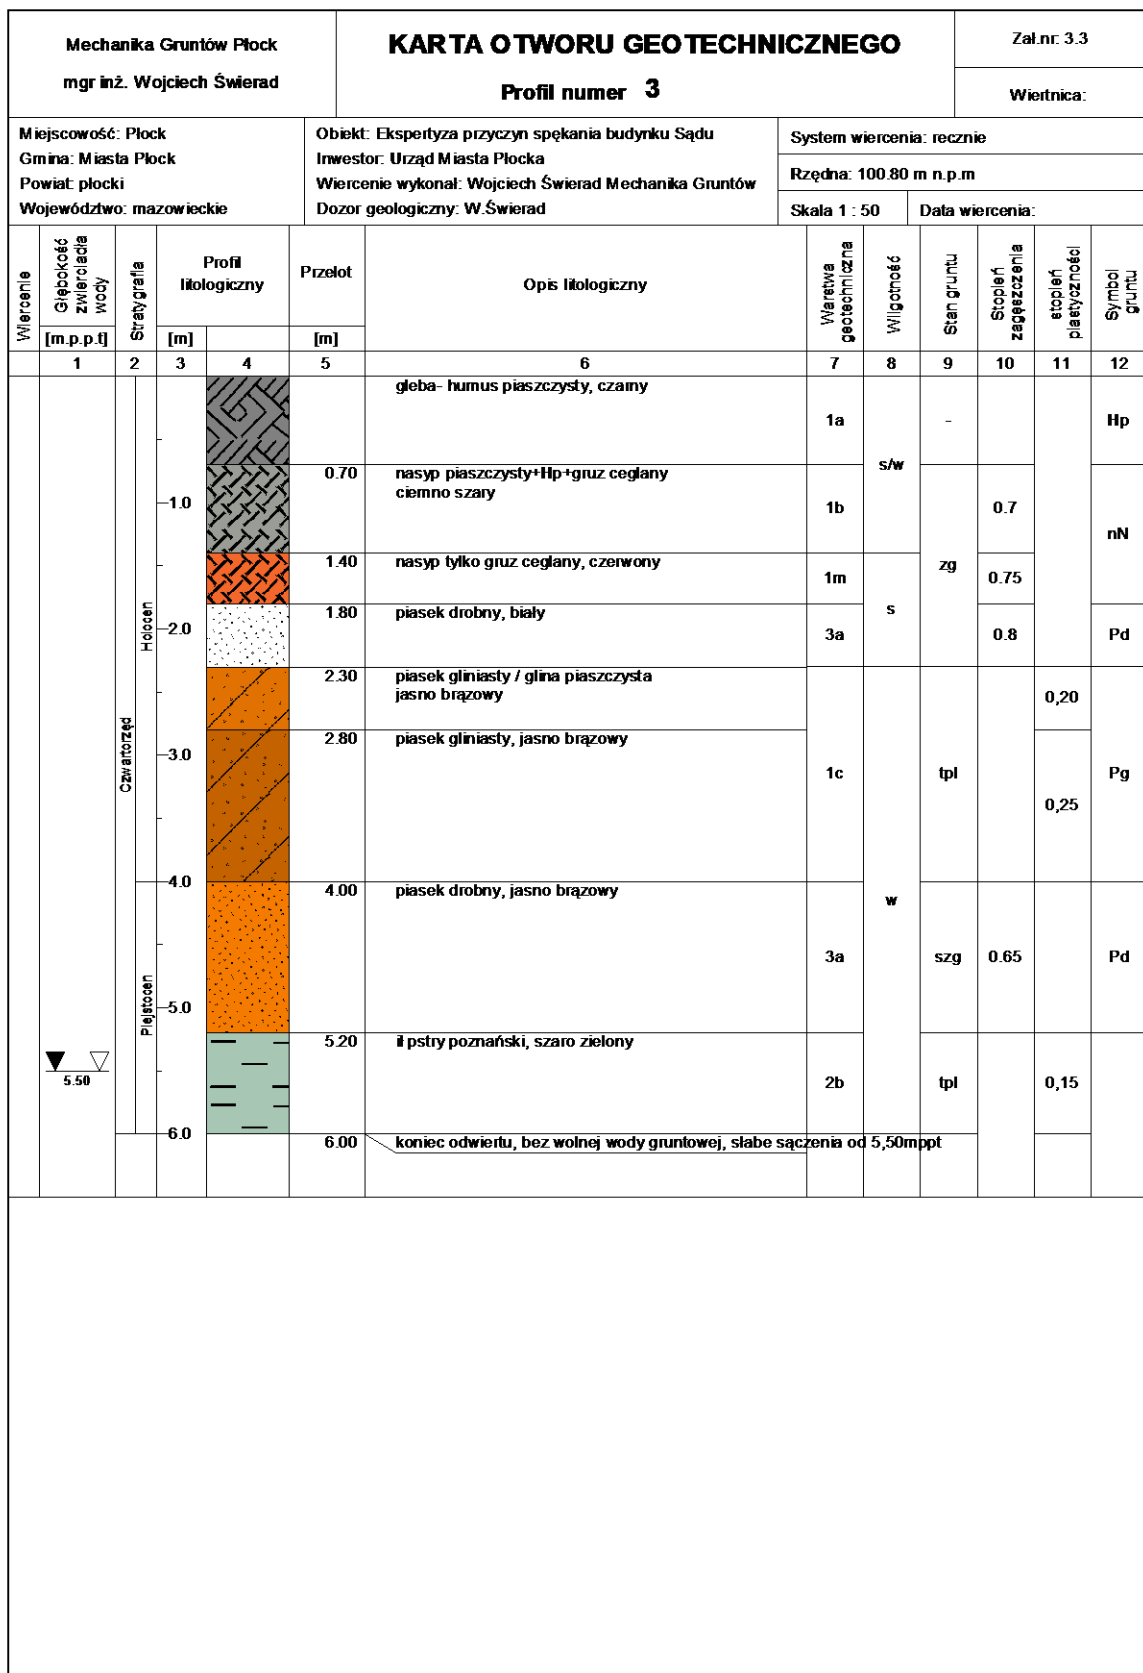 Mechanika Gruntów Płock
mgr inż. Wojciech Świerad
KARTA OTWORU GEOTECHNICZNEGO
Profil numer 3
Zał.nr: 3.3
Wiertnica:
Miejscowość: Płock
Gmina: Miasta Płock
Powiat: płocki
Województwo: mazowieckie
Obiekt: Ekspertyza przyczyn spękania budynku Sądu
Inwestor: Urząd Miasta Płocka
Wiercenie wykonał: Wojciech Świerad Mechanika Gruntów
Dozór geologiczny: W.Świerad
System wiercenia: recznie
Rzędna: 100.80 m n.p.m
Skala 1 : 50
Data wiercenia:
Wiercenie
Głębokość zwierciadła wody
[m.p.p.t]
Stratygrafia
Profil litologiczny
[m]
Przelot
[m]
Opis litologiczny
Warstwa geotechniczna
Wilgotność
Stan gruntu
Stopień zagęszczenia
stopień plastyczności
Symbol gruntu
1 2 3 4 5 6 7 8 9 10 11 12
gleba- humus piaszczysty, czarny
1a
-
Hp
s/w
0.70
nasyp piaszczysty+Hp+gruz ceglany
ciemno szary
1.0
1b
0.7
nN
1.40
nasyp tylko gruz ceglany, czerwony
1m
zg
0.75
s
1.80
piasek drobny, biały
2.0
Holocen
3a
0.8
Pd
2.30
piasek gliniasty / glina piaszczysta
jasno brązowy
0,20
2.80
piasek gliniasty, jasno brązowy
3.0
Czwartorzęd
1c
tpl
Pg
0,25
4.0
4.00
piasek drobny, jasno brązowy
w
3a
szg
0.65
Pd
5.0
Plejstocen
5.20
ił pstry poznański, szaro zielony
5.50
2b
tpl
0,15
6.0
6.00
koniec odwiertu, bez wolnej wody gruntowej, słabe sączenia od 5,50mppt